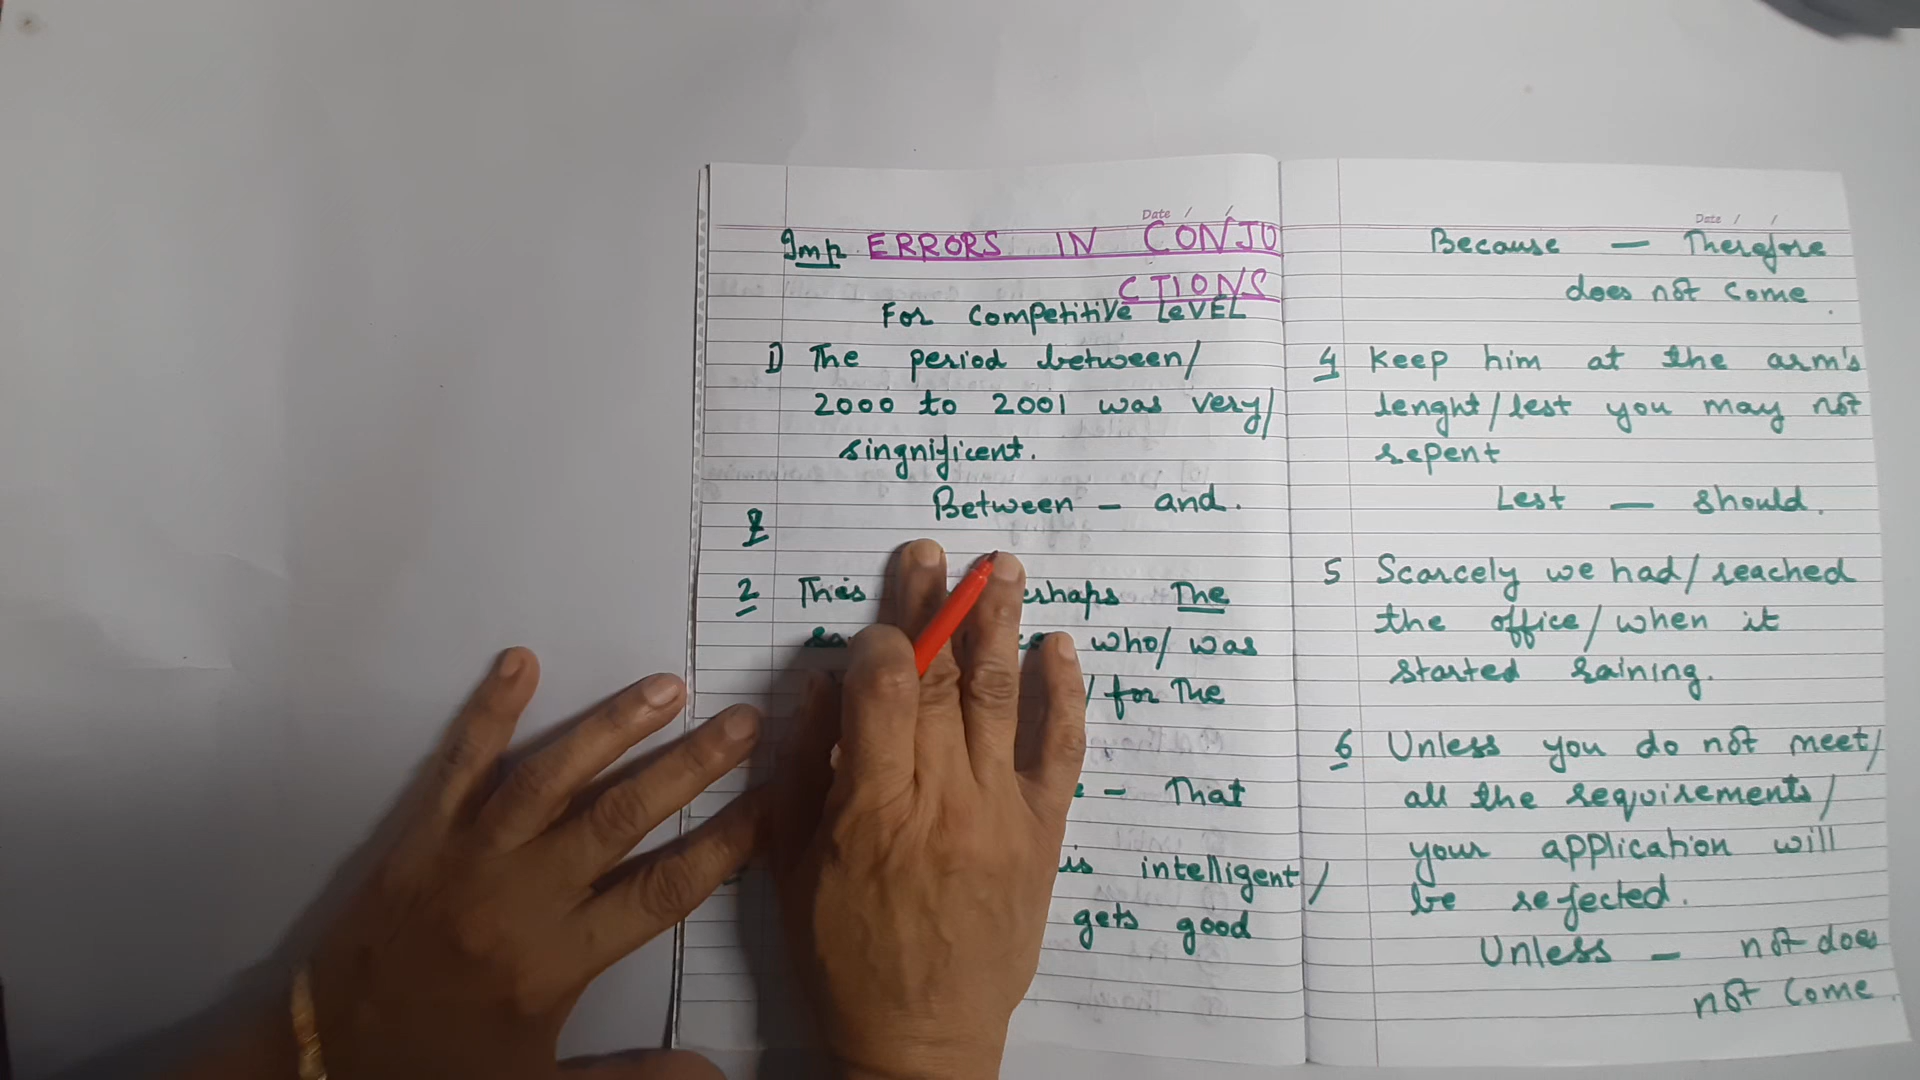 Date / /
Imp ERRORS IN CONJU
CTIONS
FOR COMPETITIVE LeVEL
1) The period between/
2000 to 2001 was very/
singnificent.
Between - and.
2
2 This The
who/ was
/ for The
- That
is intelligent/
gets good
Date / /
Because - Therefore
does not come.
4 Keep him at the arm's
lenght/lest you may not
repent
Lest - should.
5 Scarcely we had/reached
the office/when it
started raining.
6 Unless you do not meet/
all the requirements/
your application will
be rejected.
Unless - not does
not come.